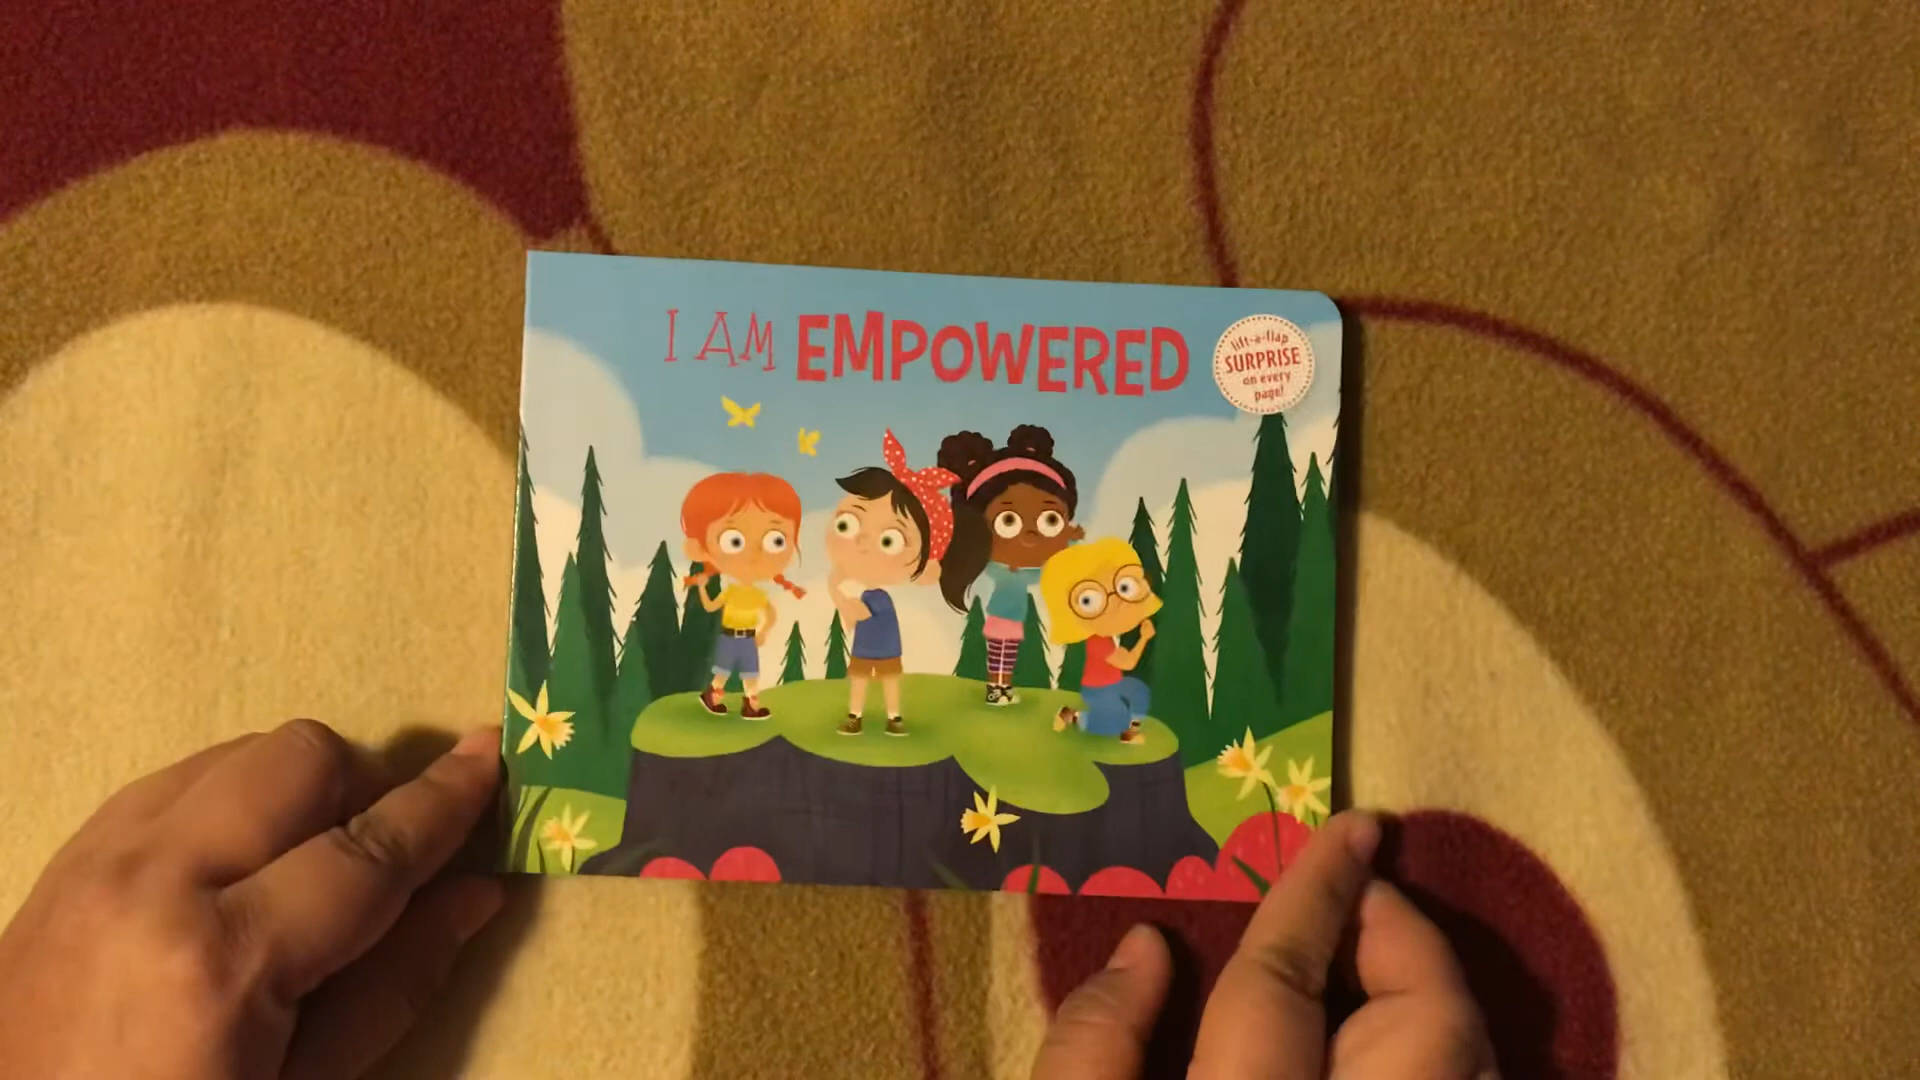 I AM EMPOWERED
lift-a-flap
SURPRISE
on every
page!